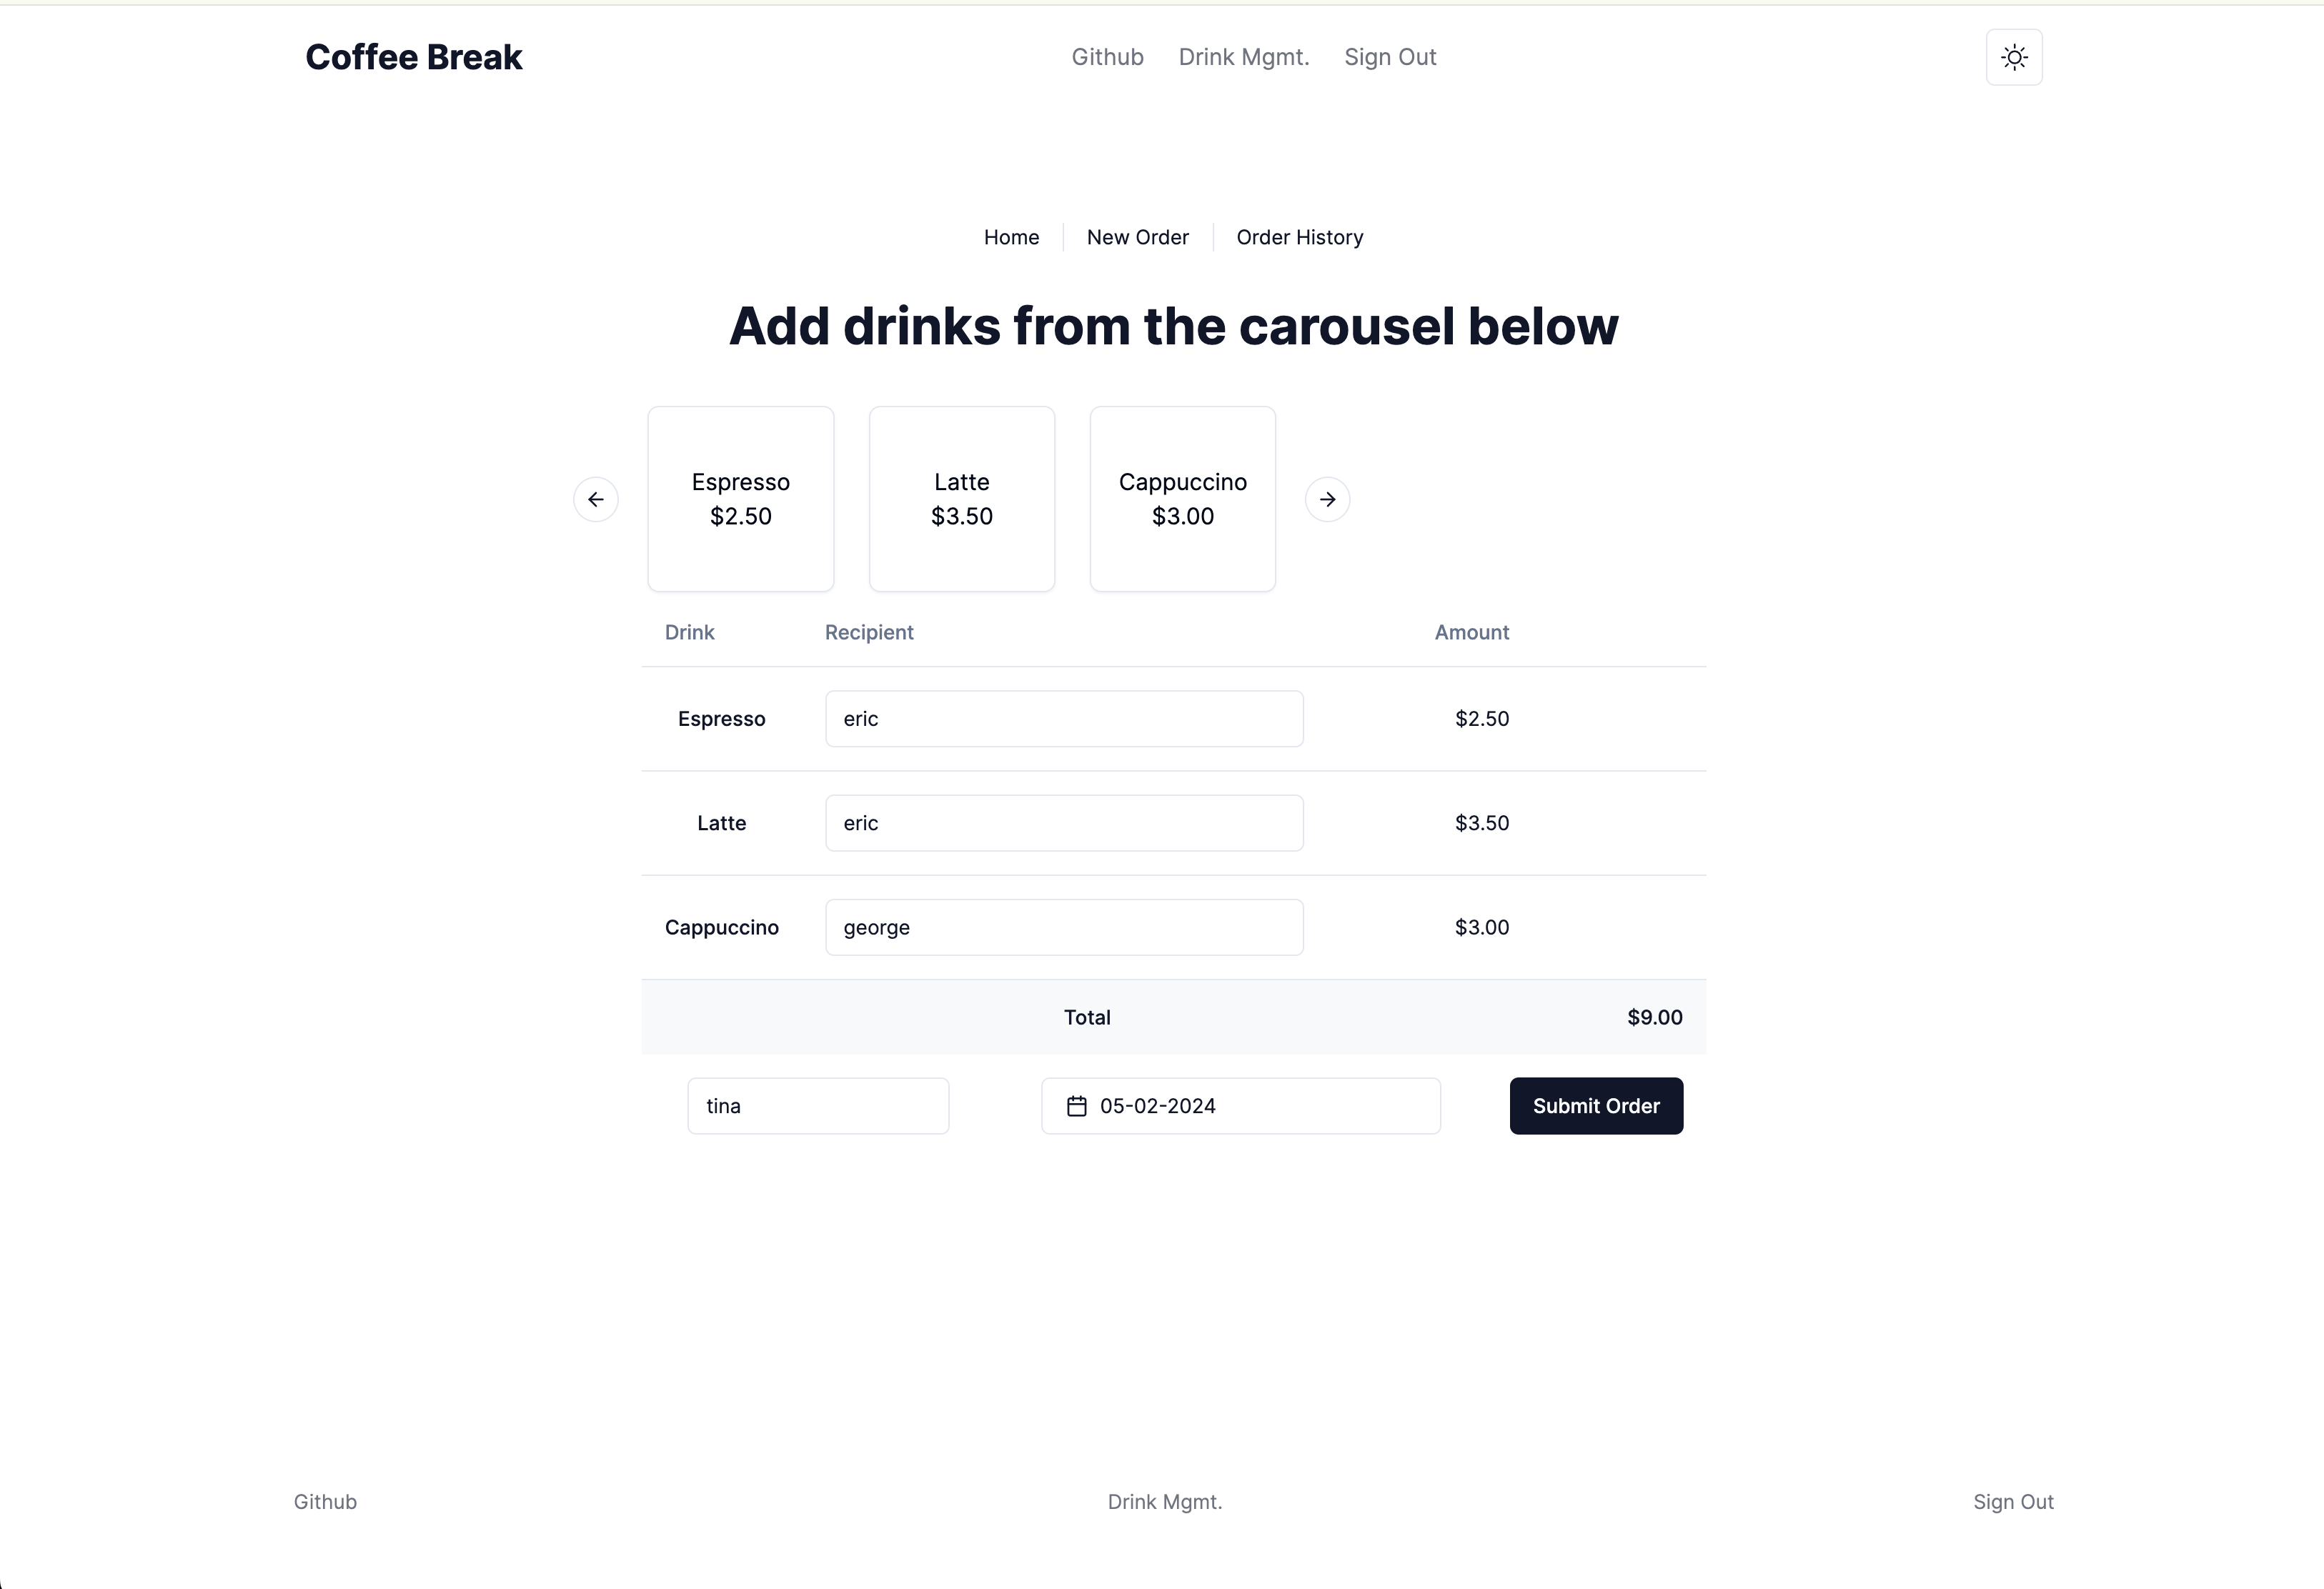 Coffee Break
Github Drink Mgmt. Sign Out
Home New Order Order History
Add drinks from the carousel below
Espresso
$2.50
Latte
$3.50
Cappuccino
$3.00
Drink Recipient Amount
Espresso eric $2.50
Latte eric $3.50
Cappuccino george $3.00
Total $9.00
tina 05-02-2024 Submit Order
Github Drink Mgmt. Sign Out